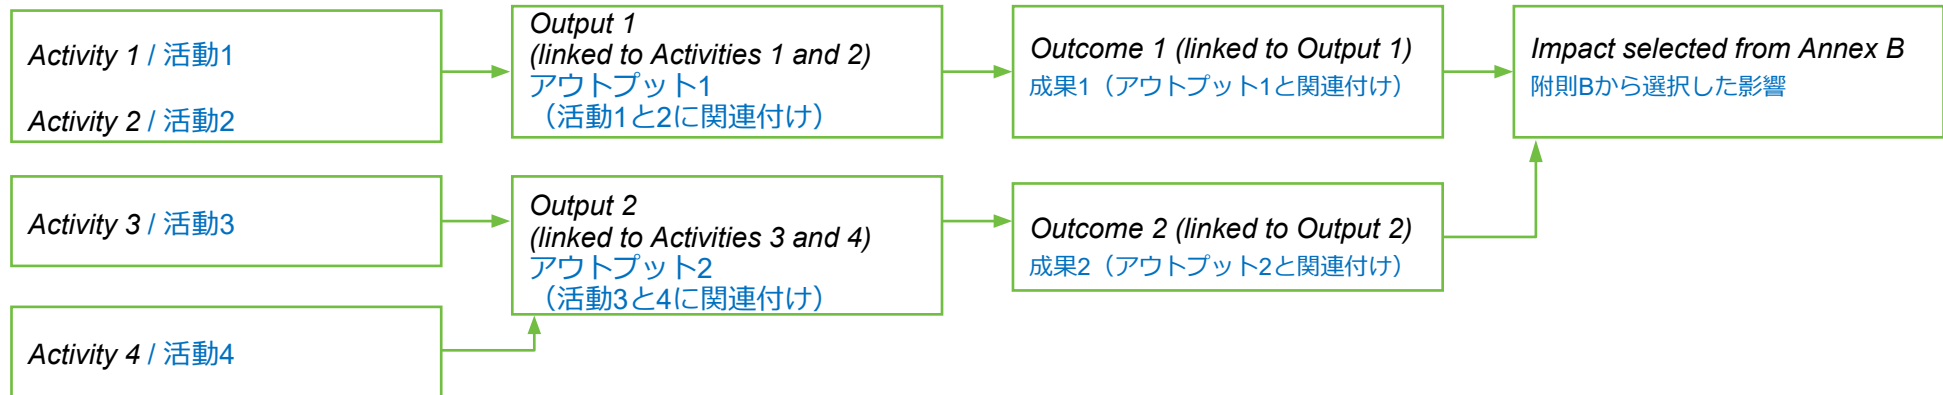 Activity 1 / 活動1
Activity 2 / 活動2
Output 1
(linked to Activities 1 and 2)
アウトプット1
（活動1と2に関連付け）
Outcome 1 (linked to Output 1)
成果1（アウトプット1と関連付け）
Impact selected from Annex B
附則Bから選択した影響
Activity 3 / 活動3
Output 2
(linked to Activities 3 and 4)
アウトプット2
（活動3と4に関連付け）
Outcome 2 (linked to Output 2)
成果2（アウトプット2と関連付け）
Activity 4 / 活動4